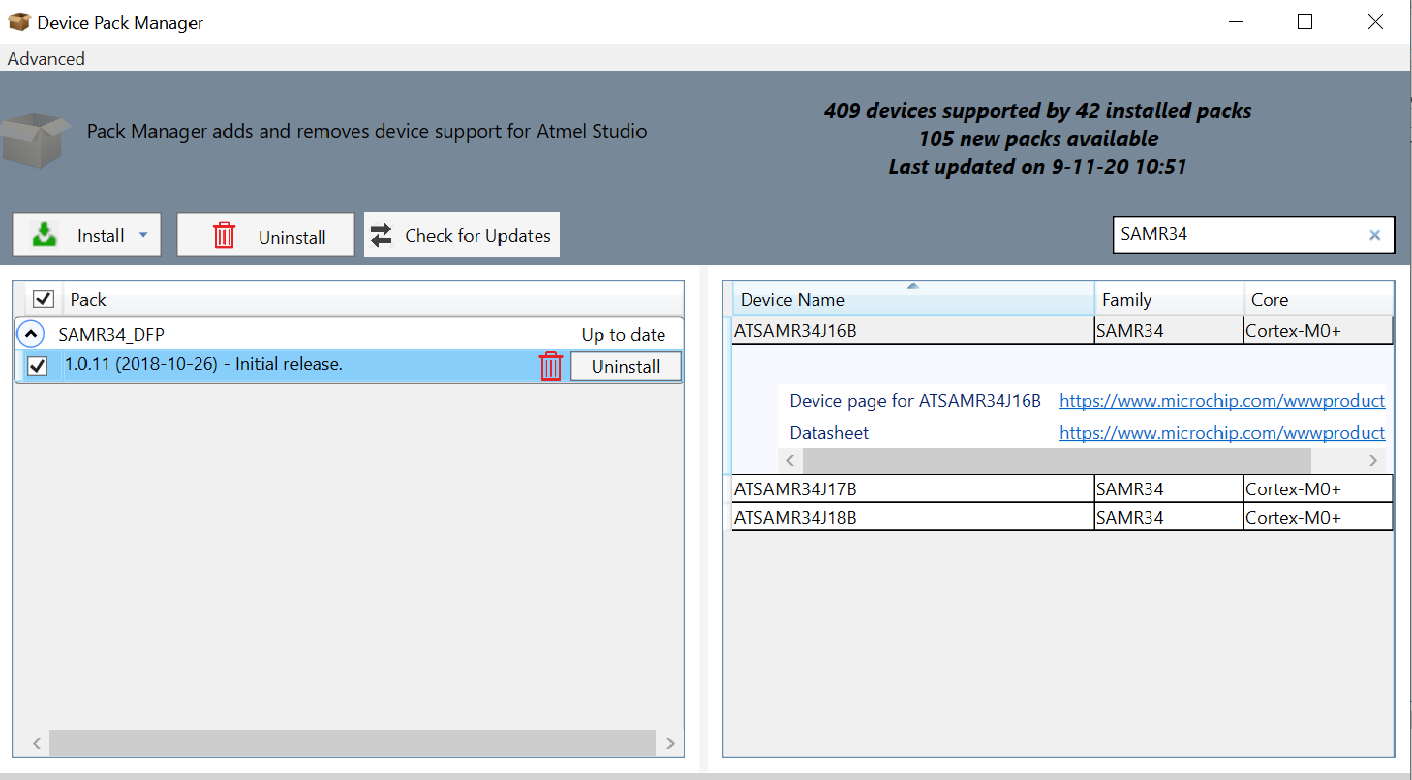 Device Pack Manager
Advanced
Pack Manager adds and removes device support for Atmel Studio
409 devices supported by 42 installed packs
105 new packs available
Last updated on 9-11-20 10:51
Install
Uninstall
Check for Updates
SAMR34
Pack
SAMR34_DFP Up to date
1.0.11 (2018-10-26) - Initial release. Uninstall
Device Name Family Core
ATSAMR34J16B SAMR34 Cortex-M0+
Device page for ATSAMR34J16B https://www.microchip.com/wwwproduct
Datasheet https://www.microchip.com/wwwproduct
ATSAMR34J17B SAMR34 Cortex-M0+
ATSAMR34J18B SAMR34 Cortex-M0+